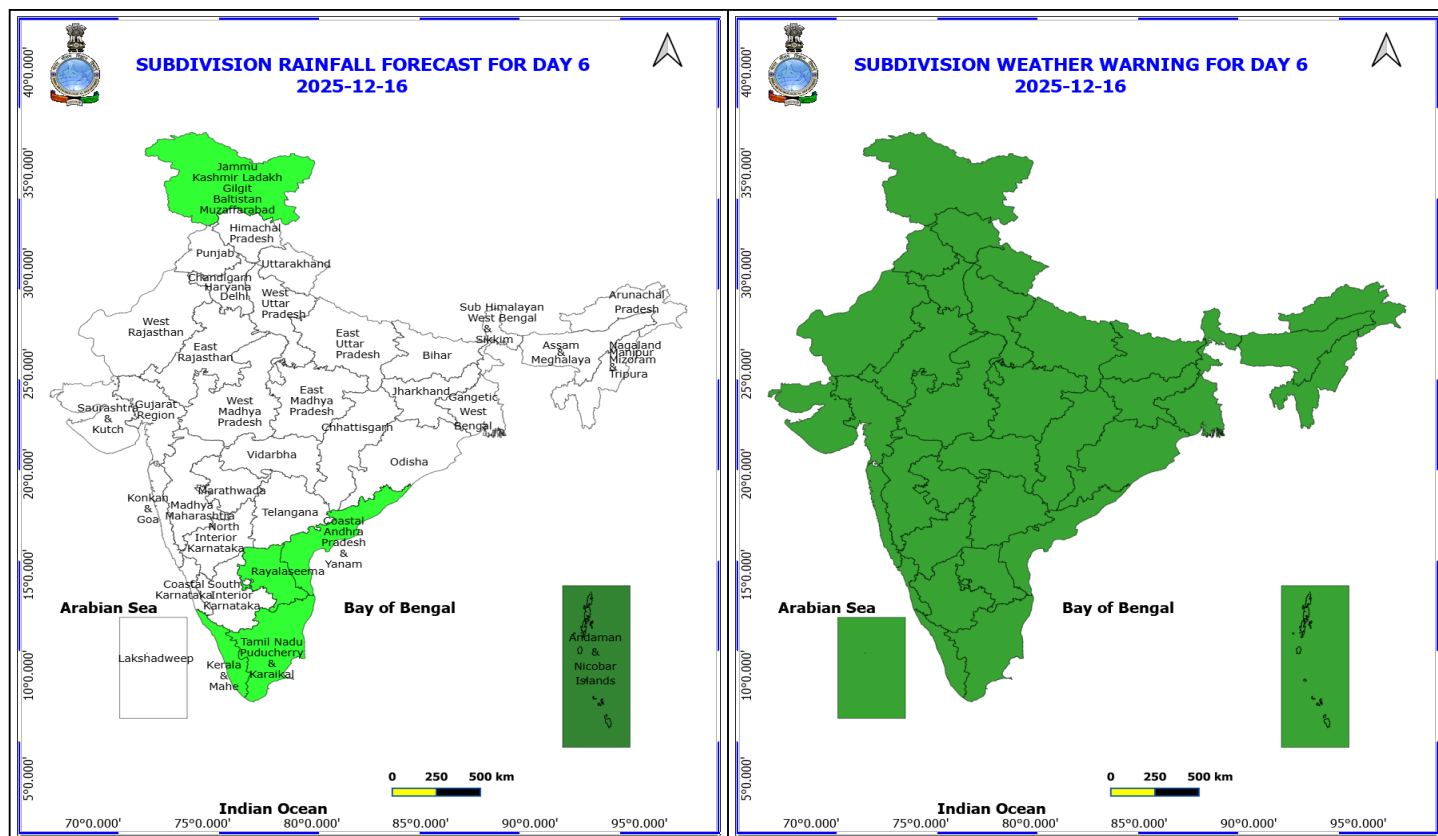 SUBDIVISION RAINFALL FORECAST FOR DAY 6
2025-12-16
40°0.000'
35°0.000'
30°0.000'
25°0.000'
20°0.000'
15°0.000'
10°0.000'
5°0.000'
Jammu
Kashmir Ladakh
Gilgit
Baltistan
Muzaffarabad
Himachal
Pradesh
Punjab
Uttarakhand
Chandigarh
Haryana
Delhi
West
Uttar
Pradesh
West
Rajasthan
East
Rajasthan
East
Uttar
Pradesh
Bihar
Sub Himalayan
West Bengal
&
Sikkim
Arunachal
Pradesh
Assam
&
Meghalaya
Nagaland
Manipur
Mizoram
&
Tripura
Saurashtra
&
Kutch
Gujarat
Region
West
Madhya
Pradesh
East
Madhya
Pradesh
Jharkhand
Gangetic
West
Bengal
Chhattisgarh
Vidarbha
Odisha
Konkan
&
Goa
Madhya
Maharashtra
Marathwada
Telangana
North
Interior
Karnataka
Coastal
Andhra
Pradesh
&
Yanam
Rayalaseema
Coastal
Karnataka
South
Interior
Karnataka
Arabian Sea
Bay of Bengal
Lakshadweep
Kerala
&
Mahe
Tamil Nadu
Puducherry
&
Karaikal
Andaman
&
Nicobar
Islands
0 250 500 km
Indian Ocean
70°0.000' 75°0.000' 80°0.000' 85°0.000' 90°0.000' 95°0.000'
SUBDIVISION WEATHER WARNING FOR DAY 6
2025-12-16
40°0.000'
35°0.000'
30°0.000'
25°0.000'
20°0.000'
15°0.000'
10°0.000'
5°0.000'
Arabian Sea
Bay of Bengal
0 250 500 km
Indian Ocean
70°0.000' 75°0.000' 80°0.000' 85°0.000' 90°0.000' 95°0.000'